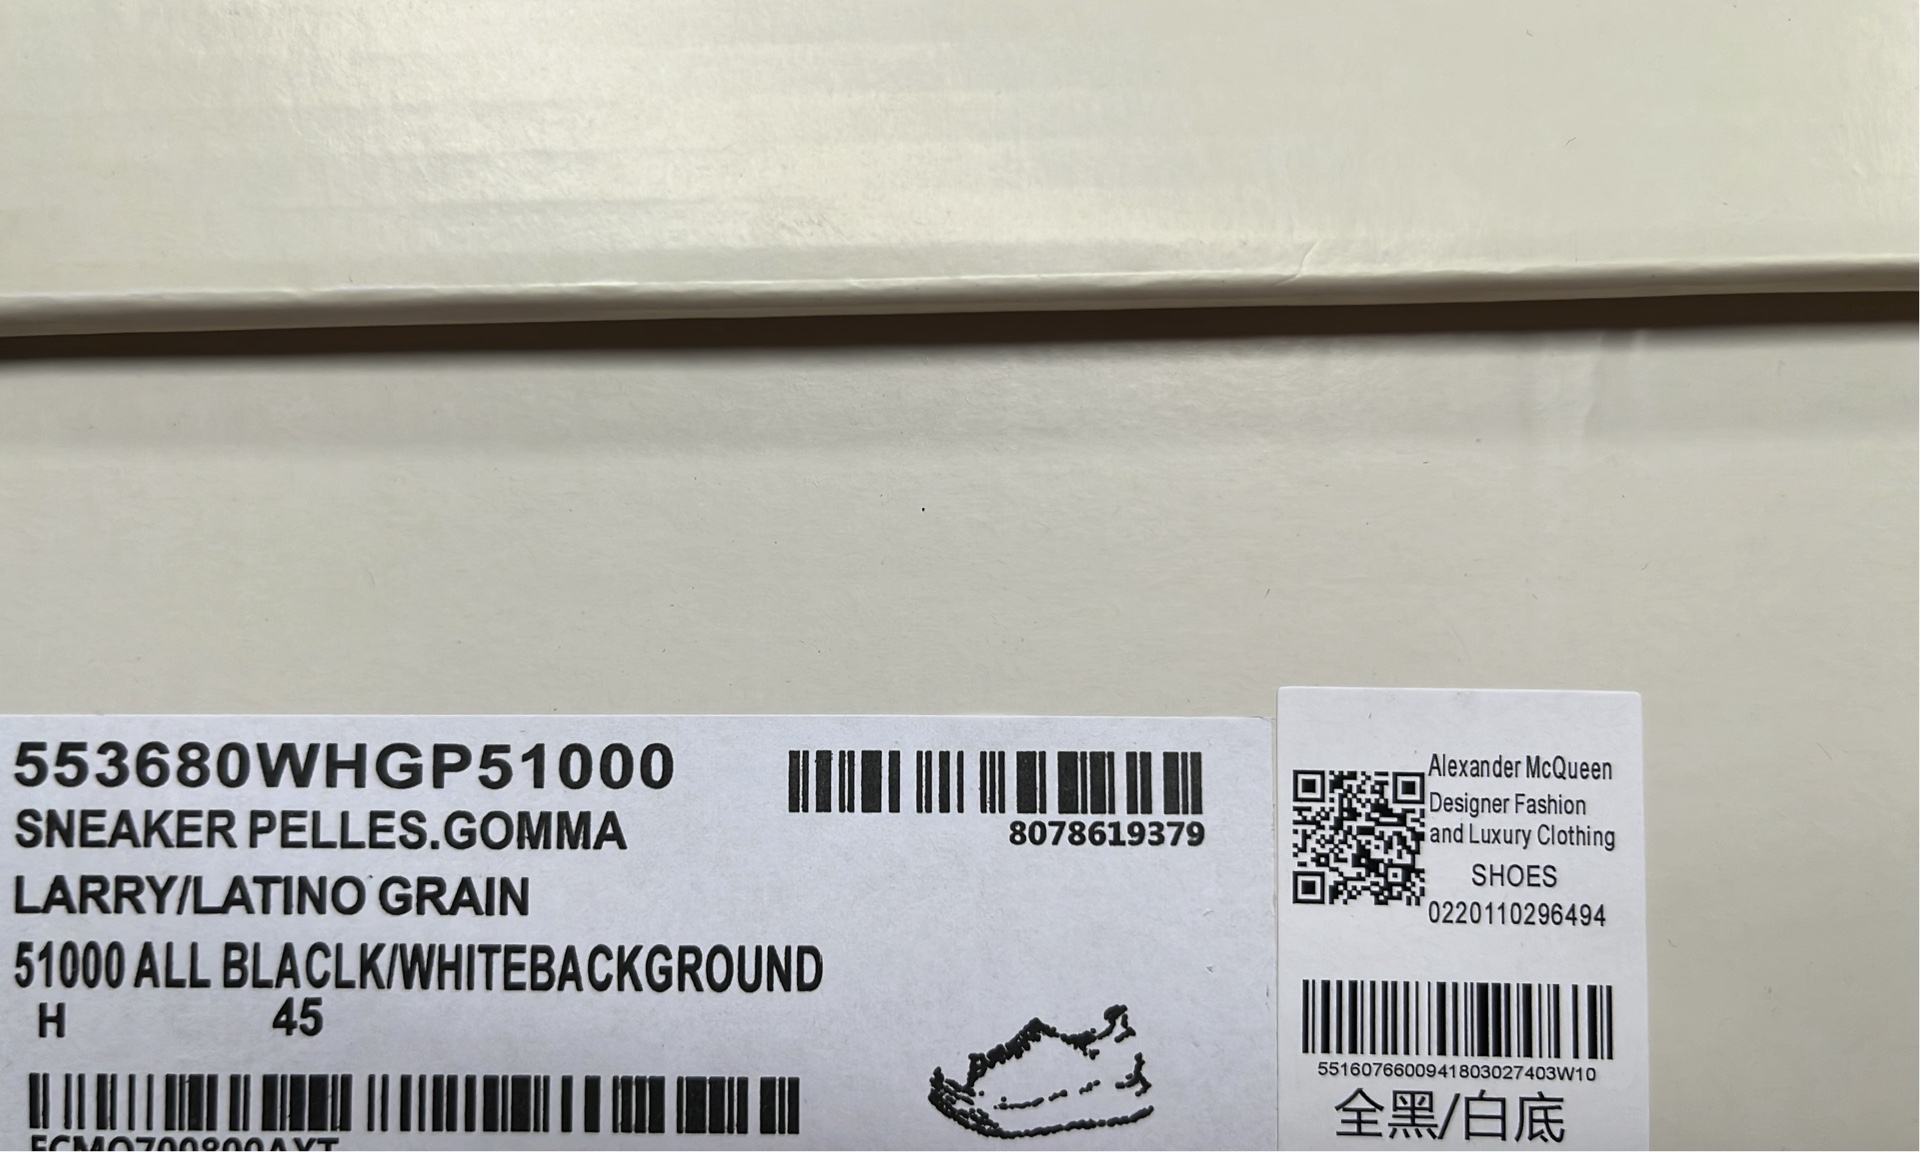 553680WHGP51000
SNEAKER PELLES.GOMMA
LARRY/LATINO GRAIN
51000 ALL BLACLK/WHITEBACKGROUND
H 45
8078619379
Alexander McQueen
Designer Fashion
and Luxury Clothing
SHOES
0220110296494
5516076600941803027403W10
全黑/白底